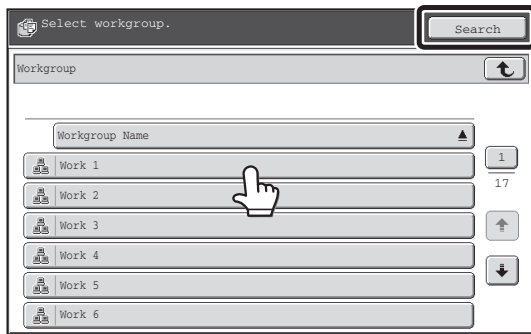 Select workgroup.
Search
Workgroup
Workgroup Name
Work 1
1
17
Work 2
Work 3
Work 4
Work 5
Work 6